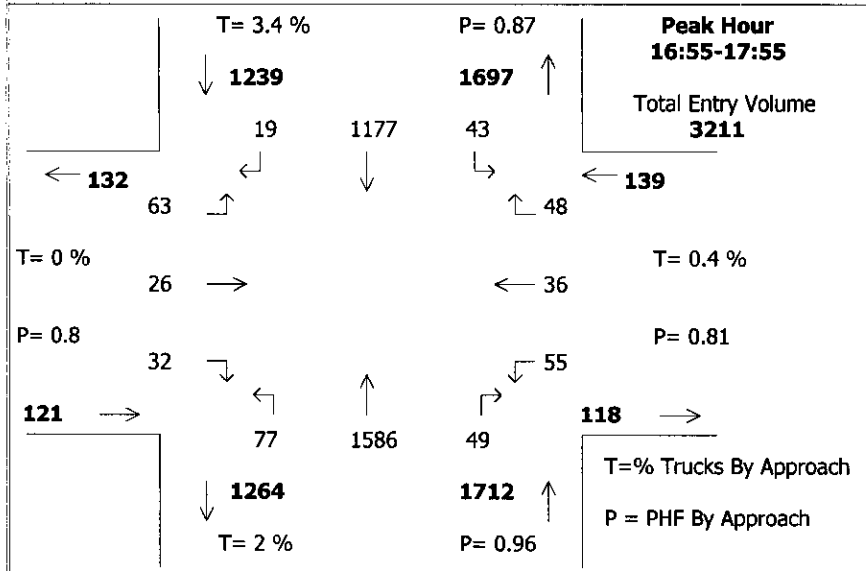 T= 3.4 % P= 0.87 Peak Hour
16:55-17:55
1239 1697
Total Entry Volume
19 1177 43 3211
132 139
63 48
T= 0 % T= 0.4 %
26 36
P= 0.8 P= 0.81
32 55
121 118
77 1586 49
T=% Trucks By Approach
1264 1712
P = PHF By Approach
T= 2 % P= 0.96